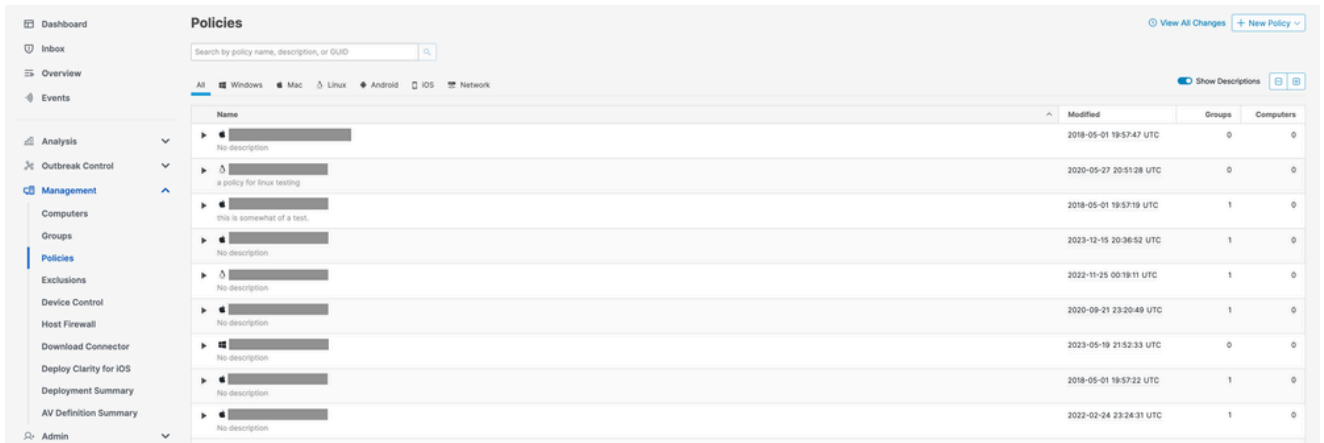 Dashboard
Inbox
Overview
Events
Analysis
Outbreak Control
Management
Computers
Groups
Policies
Exclusions
Device Control
Host Firewall
Download Connector
Deploy Clarity for iOS
Deployment Summary
AV Definition Summary
Admin
Policies
View All Changes + New Policy
Search by policy name, description, or GUID
All Windows Mac Linux Android iOS Network
Show Descriptions
Name Modified Groups Computers
2018-05-01 19:57:47 UTC 0 0
No description
2020-05-27 20:51:28 UTC 0 0
a policy for linux testing
2018-05-01 19:57:19 UTC 1 0
this is somewhat of a test.
2023-12-15 20:36:52 UTC 1 0
No description
2022-11-25 00:19:11 UTC 1 0
No description
2020-09-21 23:20:49 UTC 1 0
No description
2023-05-19 21:52:33 UTC 0 0
No description
2018-05-01 19:57:22 UTC 1 0
No description
2022-02-24 23:24:31 UTC 1 0
No description